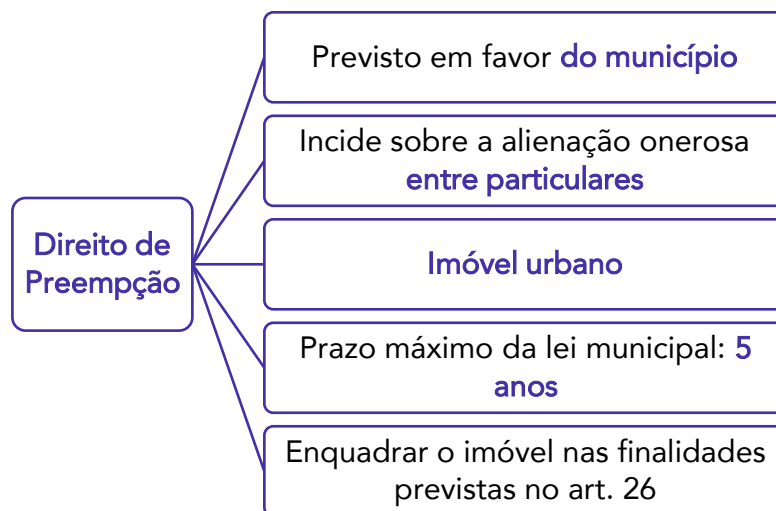 Previsto em favor do município
Incide sobre a alienação onerosa
entre particulares
Direito de
Preempção
Imóvel urbano
Prazo máximo da lei municipal: 5
anos
Enquadrar o imóvel nas finalidades
previstas no art. 26